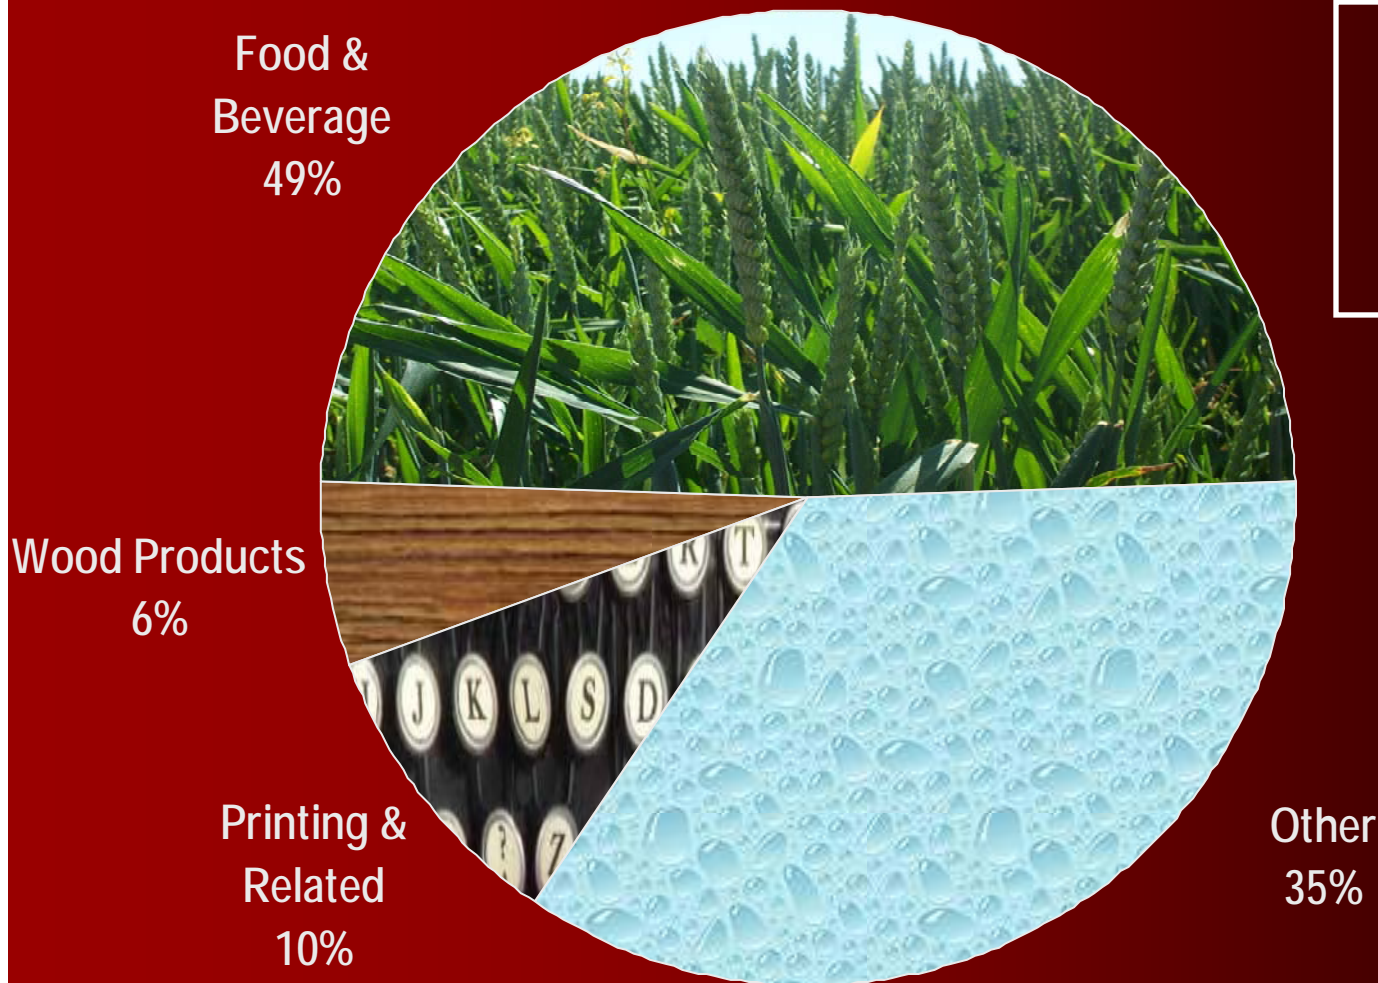 Food &
Beverage
49%
Wood Products
6%
Printing &
Related
10%
Other
35%
R T
J K L S D
? Z